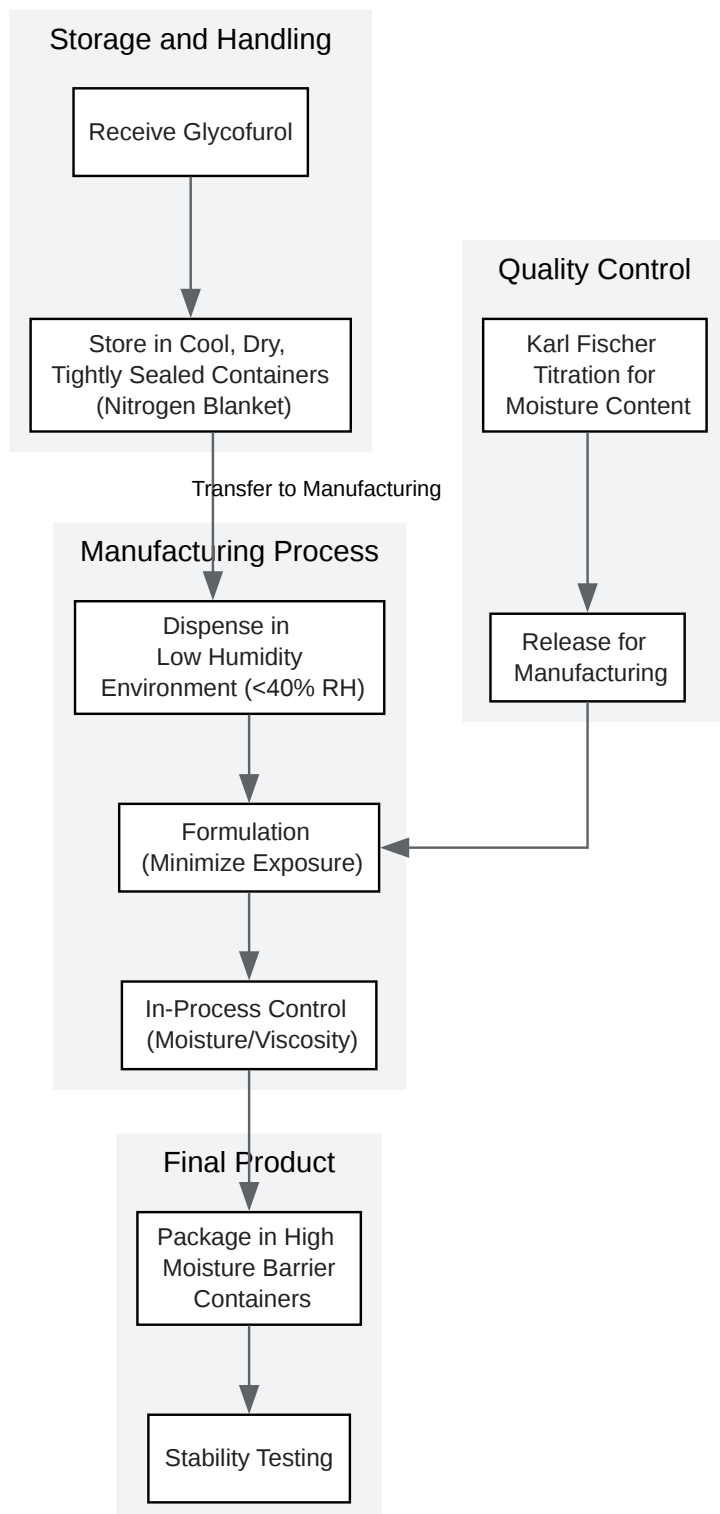 Storage and Handling
Receive Glycofurol
Store in Cool, Dry,
Tightly Sealed Containers
(Nitrogen Blanket)
Transfer to Manufacturing
Quality Control
Karl Fischer
Titration for
Moisture Content
Release for
Manufacturing
Manufacturing Process
Dispense in
Low Humidity
Environment (<40% RH)
Formulation
(Minimize Exposure)
In-Process Control
(Moisture/Viscosity)
Final Product
Package in High
Moisture Barrier
Containers
Stability Testing